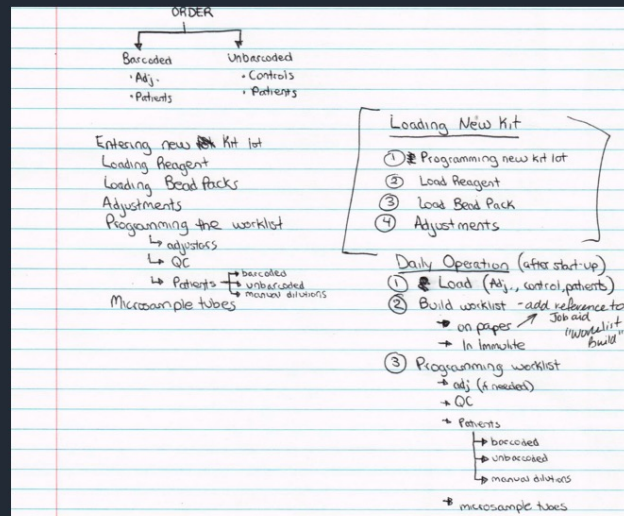 ORDER
Barcoded
• Adj.
• Patients
Unbarcoded
• Controls
• Patients
Entering new kit lot
Loading Reagent
Loading Bead Packs
Adjustments
Programming the worklist
↳ adjustors
↳ QC
↳ Patients → barcoded
→ unbarcoded
→ manual dilutions
Microsample tubes
Loading New Kit
① Programming new kit lot
② Load Reagent
③ Load Bead Pack
④ Adjustments
Daily Operation (after start-up)
① Load (Adj., control, patients)
② Build worklist - add reference to
Job aid
"Worklist
Build"
→ on paper
→ In Immulite
③ Programming worklist
→ adj (if needed)
→ QC
→ Patients
→ barcoded
→ unbarcoded
→ manual dilutions
→ microsample tubes